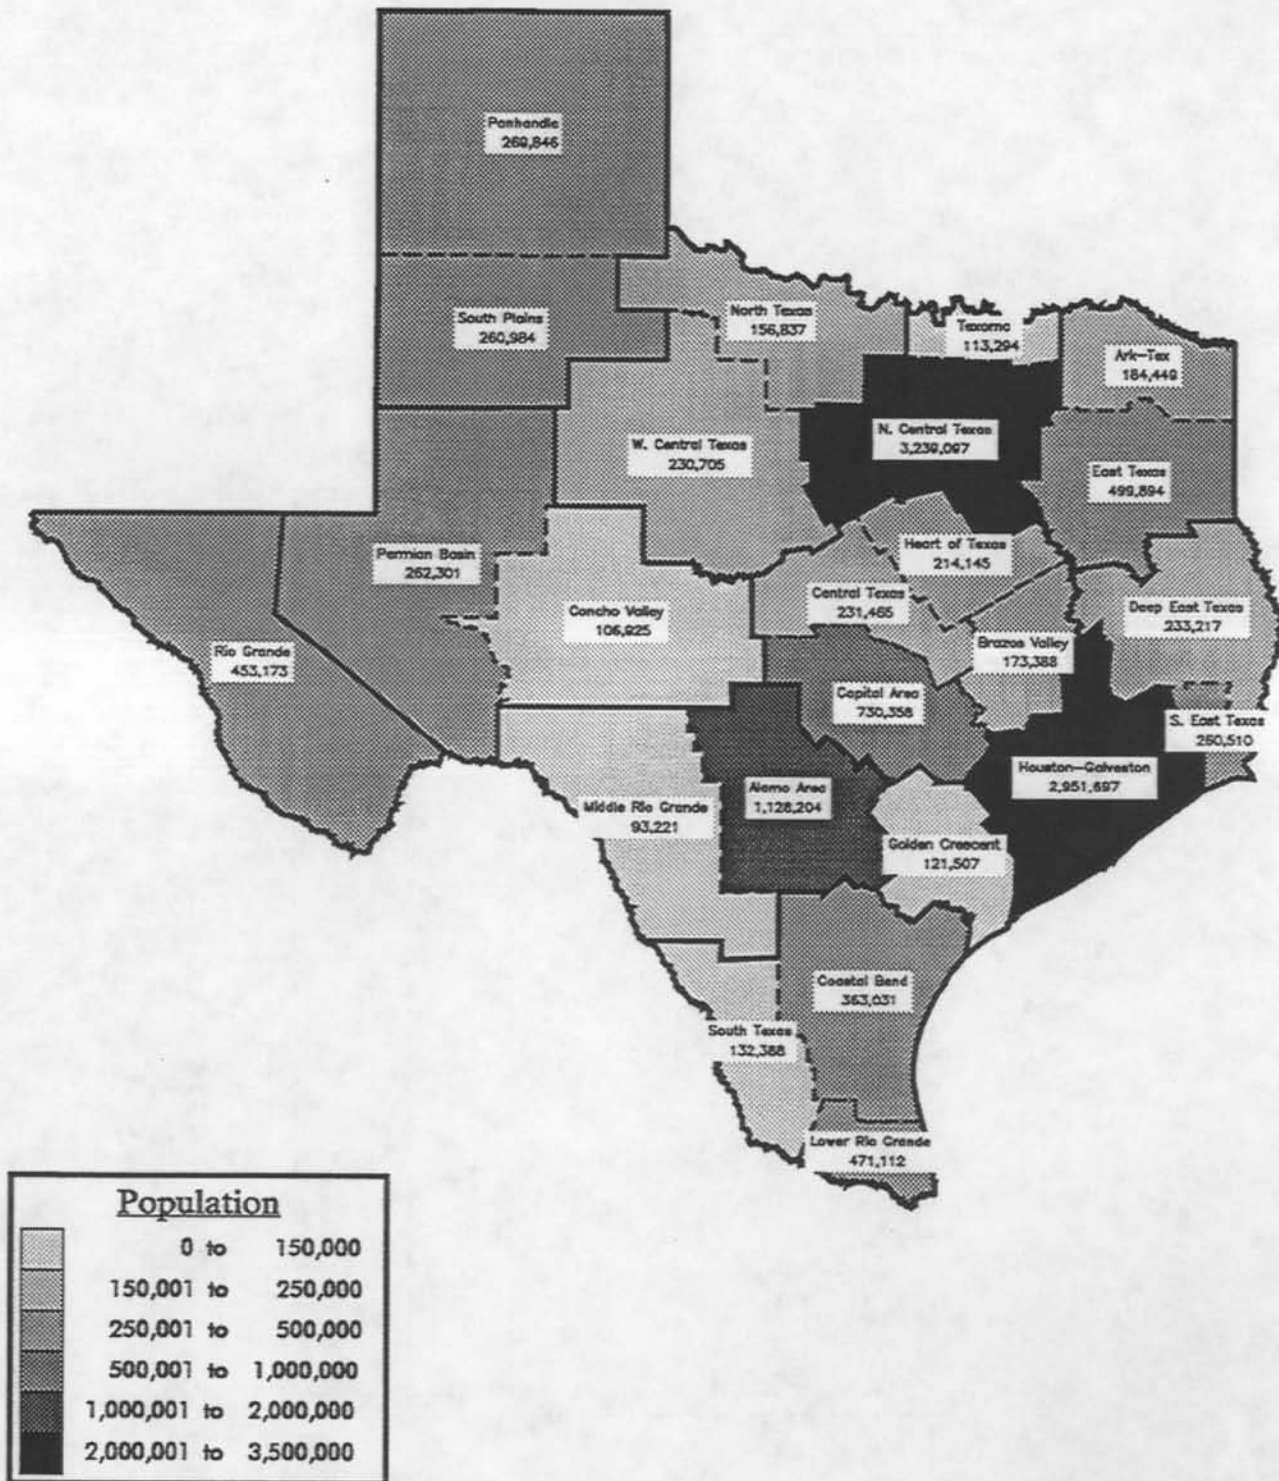 Panhandle
269,846
South Plains
260,984
North Texas
156,837
Texoma
113,294
Ark-Tex
184,449
N. Central Texas
3,239,097
W. Central Texas
230,705
East Texas
499,894
Heart of Texas
214,145
Permian Basin
262,301
Central Texas
231,465
Concho Valley
106,925
Deep East Texas
233,217
Rio Grande
453,173
Brazos Valley
173,388
Capital Area
730,358
S. East Texas
260,510
Houston-Galveston
2,951,697
Alamo Area
1,128,204
Middle Rio Grande
93,221
Golden Crescent
121,507
Coastal Bend
363,031
South Texas
132,388
Lower Rio Grande
471,112
Population
0 to 150,000
150,001 to 250,000
250,001 to 500,000
500,001 to 1,000,000
1,000,001 to 2,000,000
2,000,001 to 3,500,000